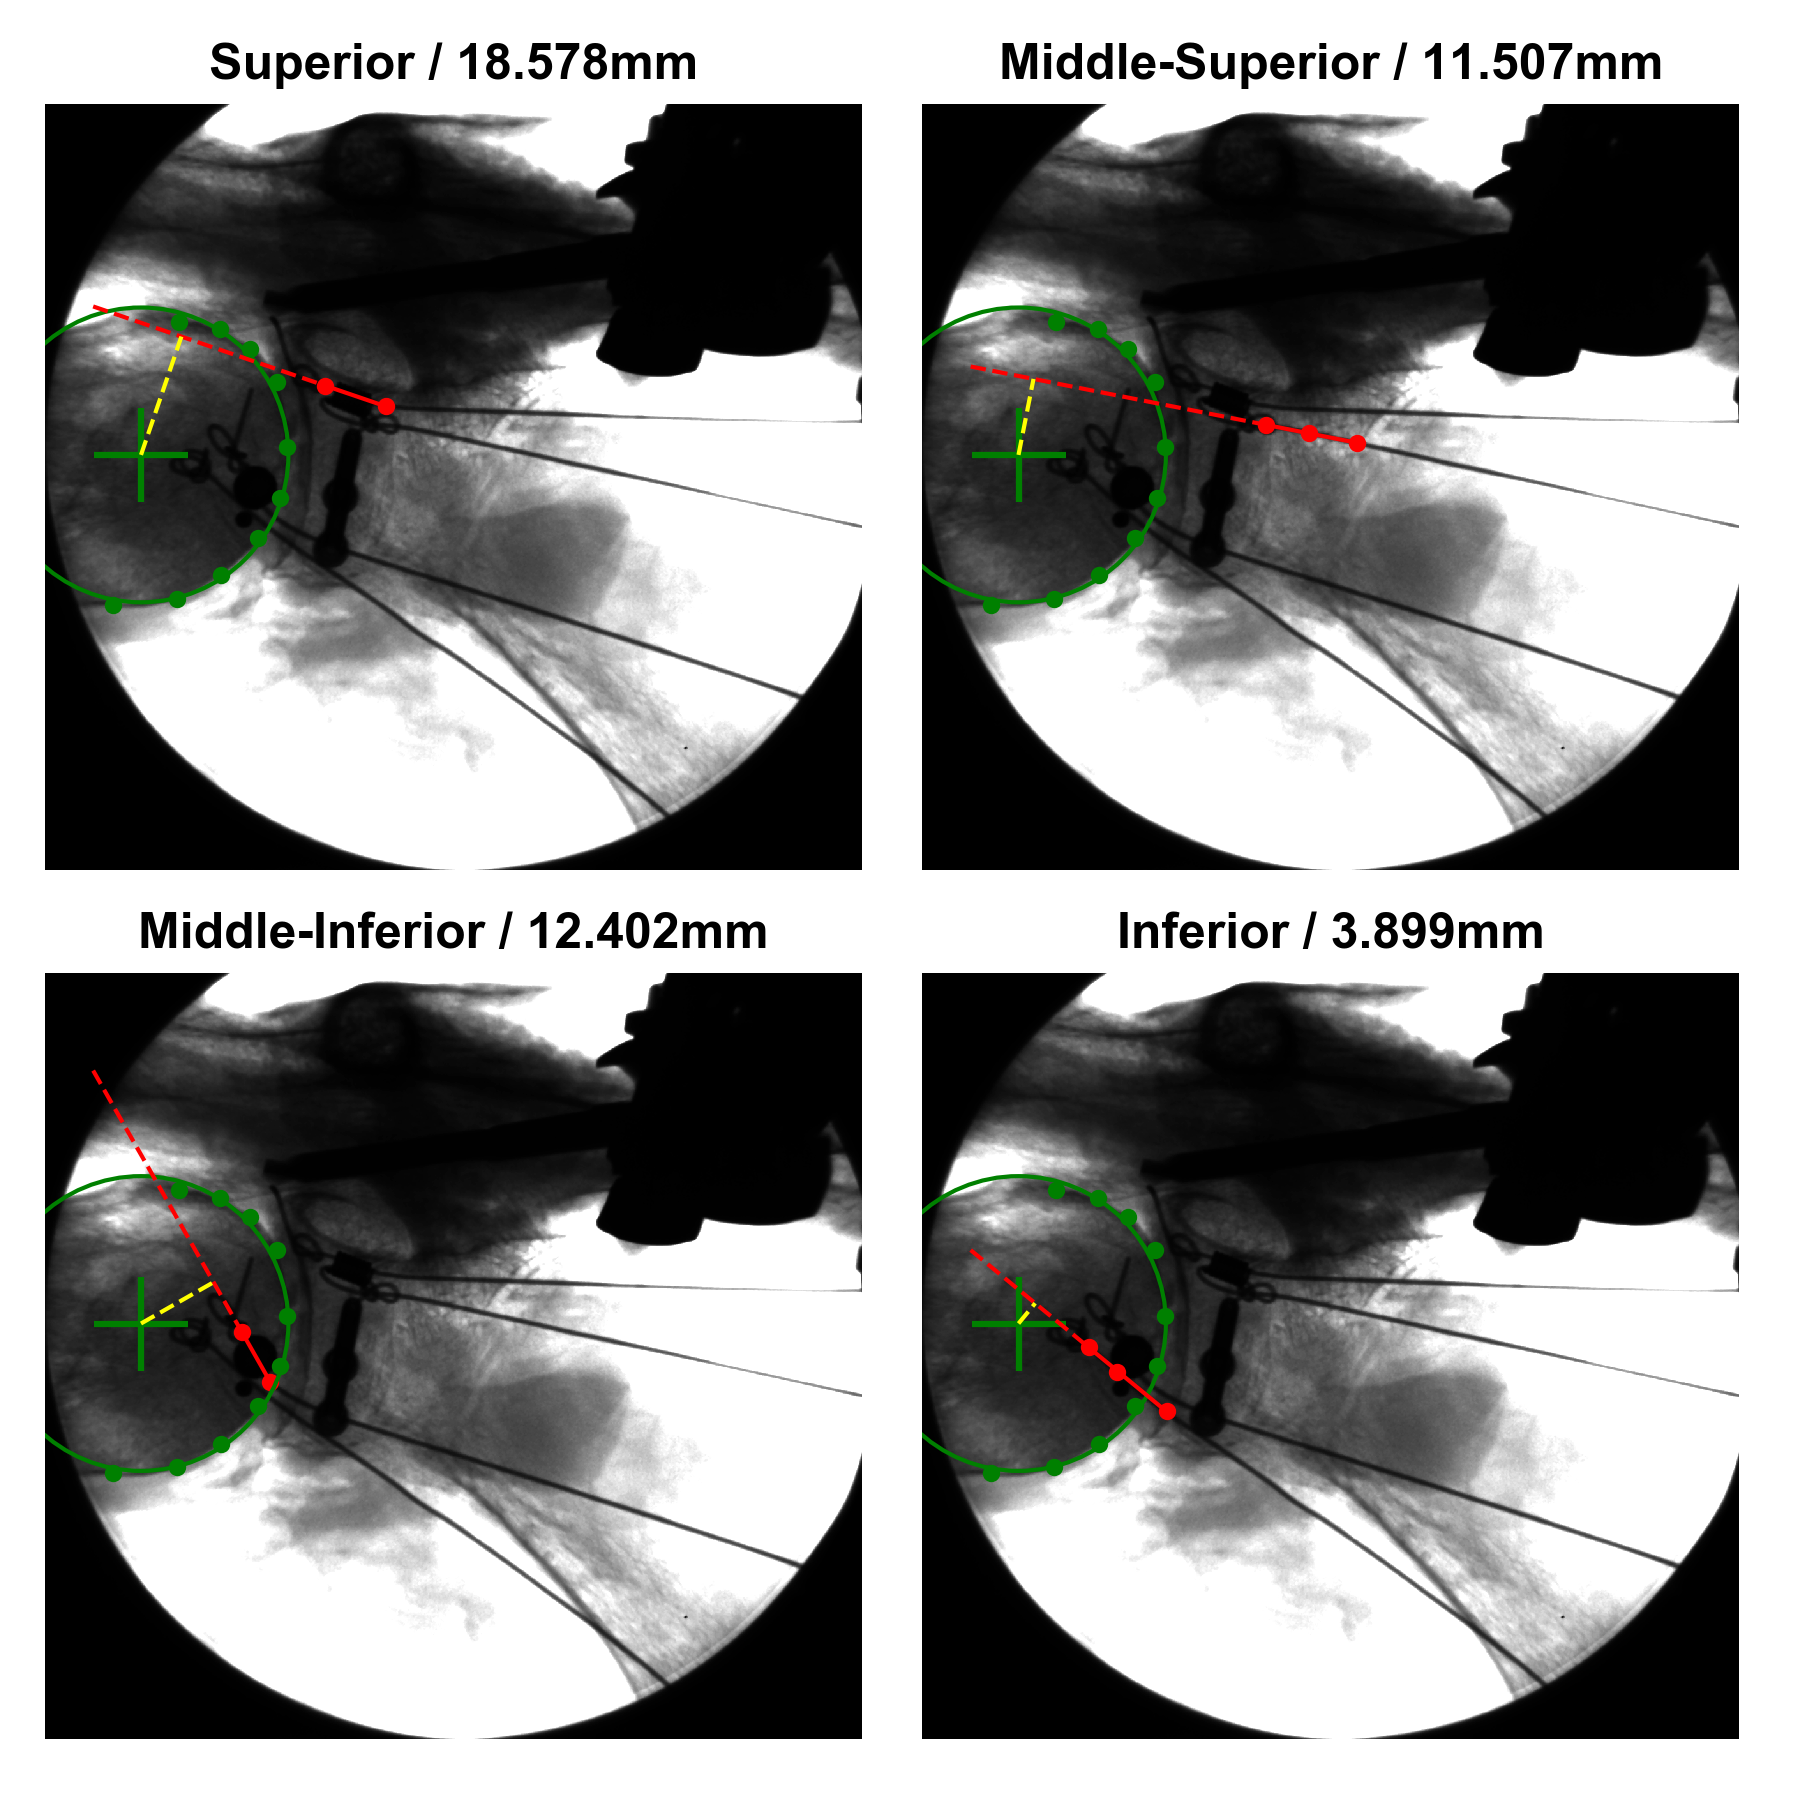 Superior / 18.578mm
Middle-Superior / 11.507mm
Middle-Inferior / 12.402mm
Inferior / 3.899mm